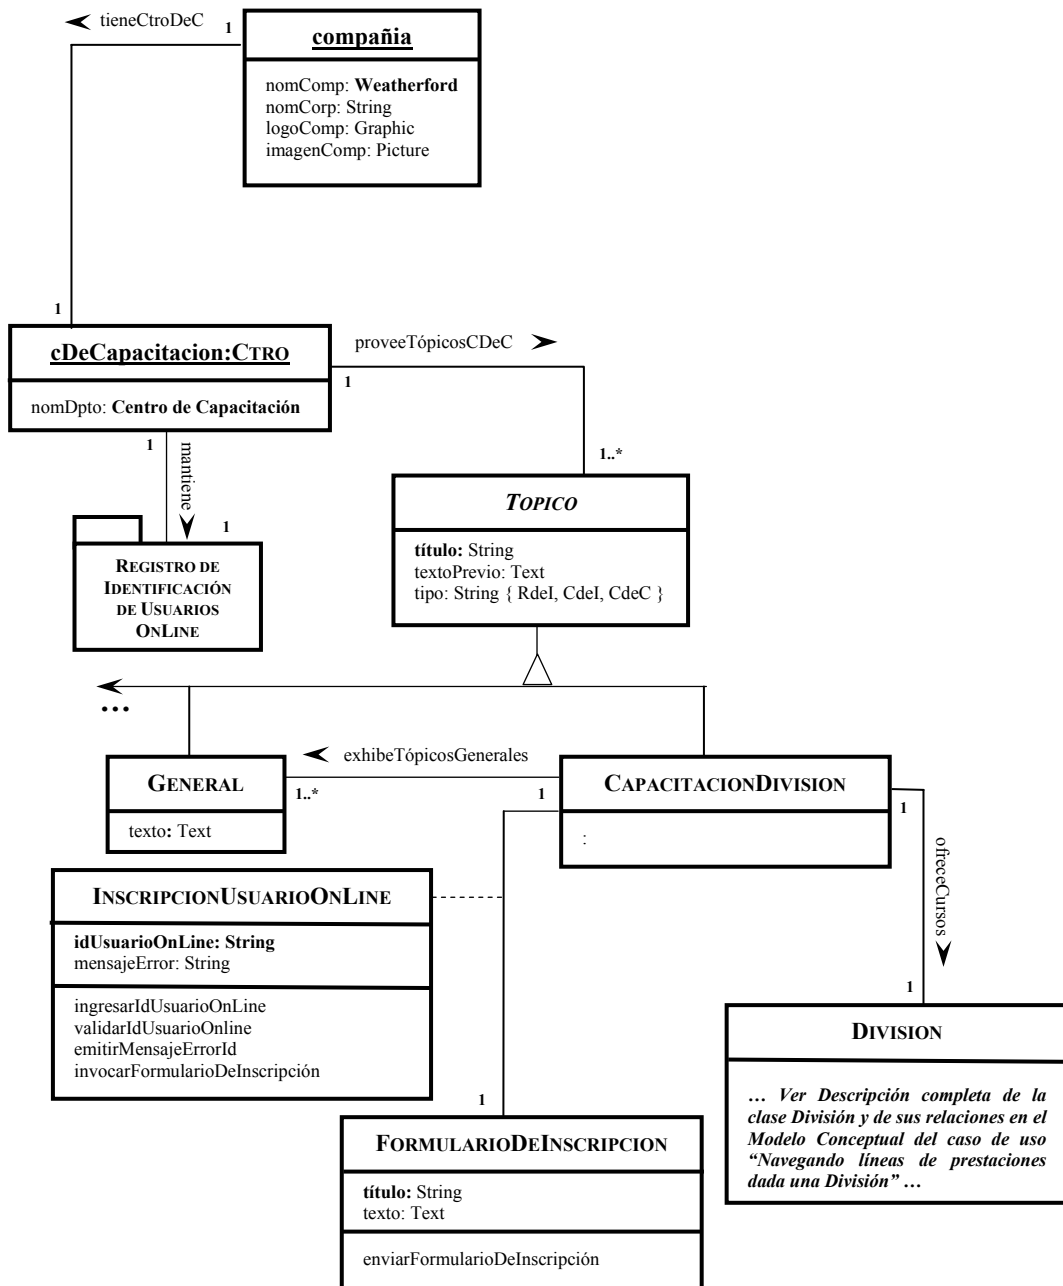 tieneCtroDeC
1
compañia
nomComp: Weatherford
nomCorp: String
logoComp: Graphic
imagenComp: Picture
1
cDeCapacitacion:CTRO
nomDpto: Centro de Capacitación
proveeTópicosCDeC
1
1..*
1
mantiene
1
REGISTRO DE
IDENTIFICACIÓN
DE USUARIOS
ONLINE
TOPICO
título: String
textoPrevio: Text
tipo: String { RdeI, CdeI, CdeC }
...
GENERAL
texto: Text
exhibeTópicosGenerales
1..*
1
CAPACITACIONDIVISION
:
1
ofreceCursos
1
INSCRIPCIONUSUARIOONLINE
idUsuarioOnLine: String
mensajeError: String
ingresarIdUsuarioOnLine
validarIdUsuarioOnline
emitirMensajeErrorId
invocarFormularioDeInscripción
DIVISION
... Ver Descripción completa de la
clase División y de sus relaciones en el
Modelo Conceptual del caso de uso
“Navegando líneas de prestaciones
dada una División” ...
1
FORMULARIODEINSCRIPCION
título: String
texto: Text
enviarFormularioDeInscripción